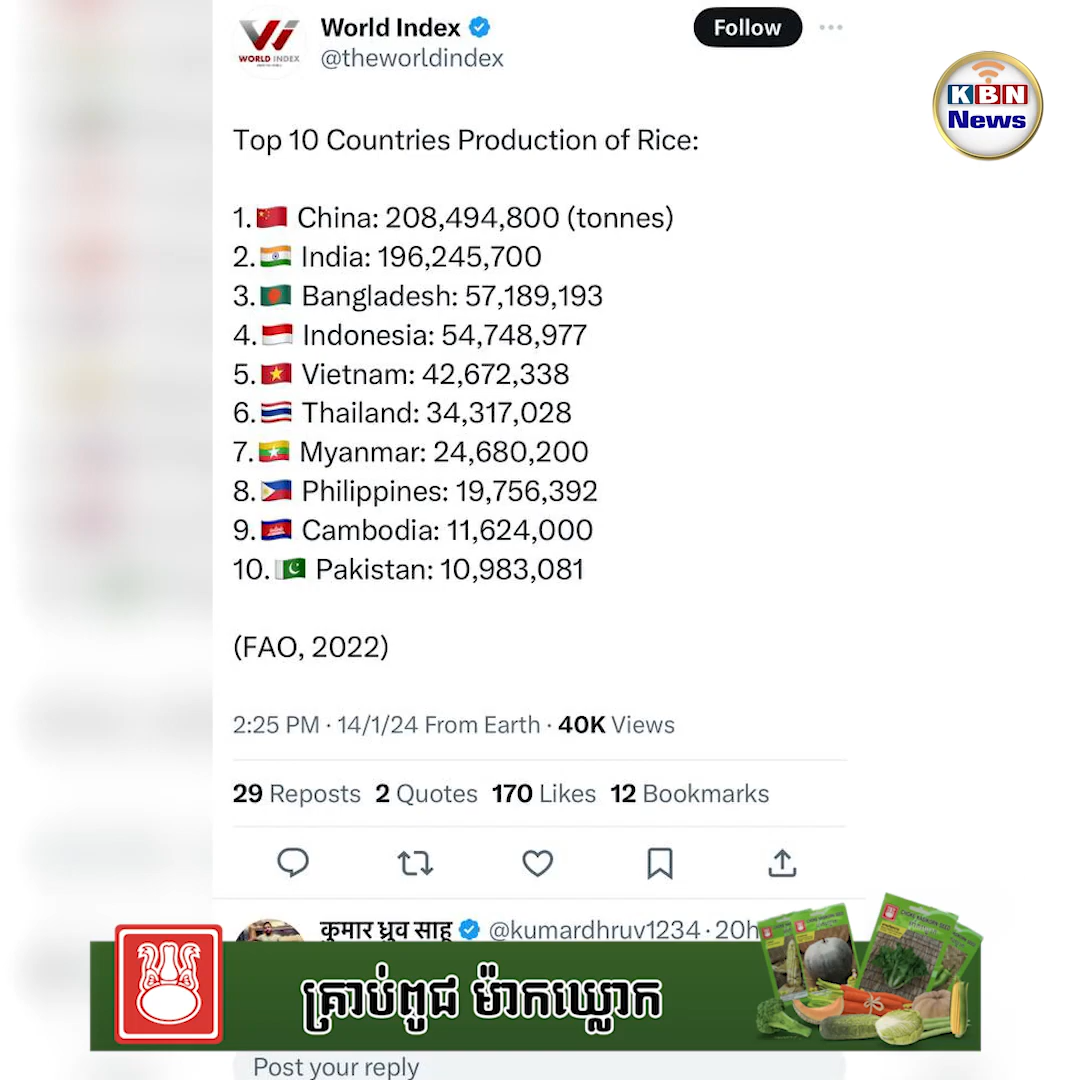 World Index
@theworldindex
Follow
WORLD INDEX
KBN
News
Top 10 Countries Production of Rice:
1.🇨🇳 China: 208,494,800 (tonnes)
2.🇮🇳 India: 196,245,700
3.🇧🇩 Bangladesh: 57,189,193
4.🇮🇩 Indonesia: 54,748,977
5.🇻🇳 Vietnam: 42,672,338
6.🇹🇭 Thailand: 34,317,028
7.🇲🇲 Myanmar: 24,680,200
8.🇵🇭 Philippines: 19,756,392
9.🇰🇭 Cambodia: 11,624,000
10.🇵🇰 Pakistan: 10,983,081
(FAO, 2022)
2:25 PM · 14/1/24 From Earth · 40K Views
29 Reposts 2 Quotes 170 Likes 12 Bookmarks
कुमार ध्रुव साहू @kumardhruv1234 · 20h
គ្រាប់ពូជ ម៉ាកឃ្លោក
Post your reply